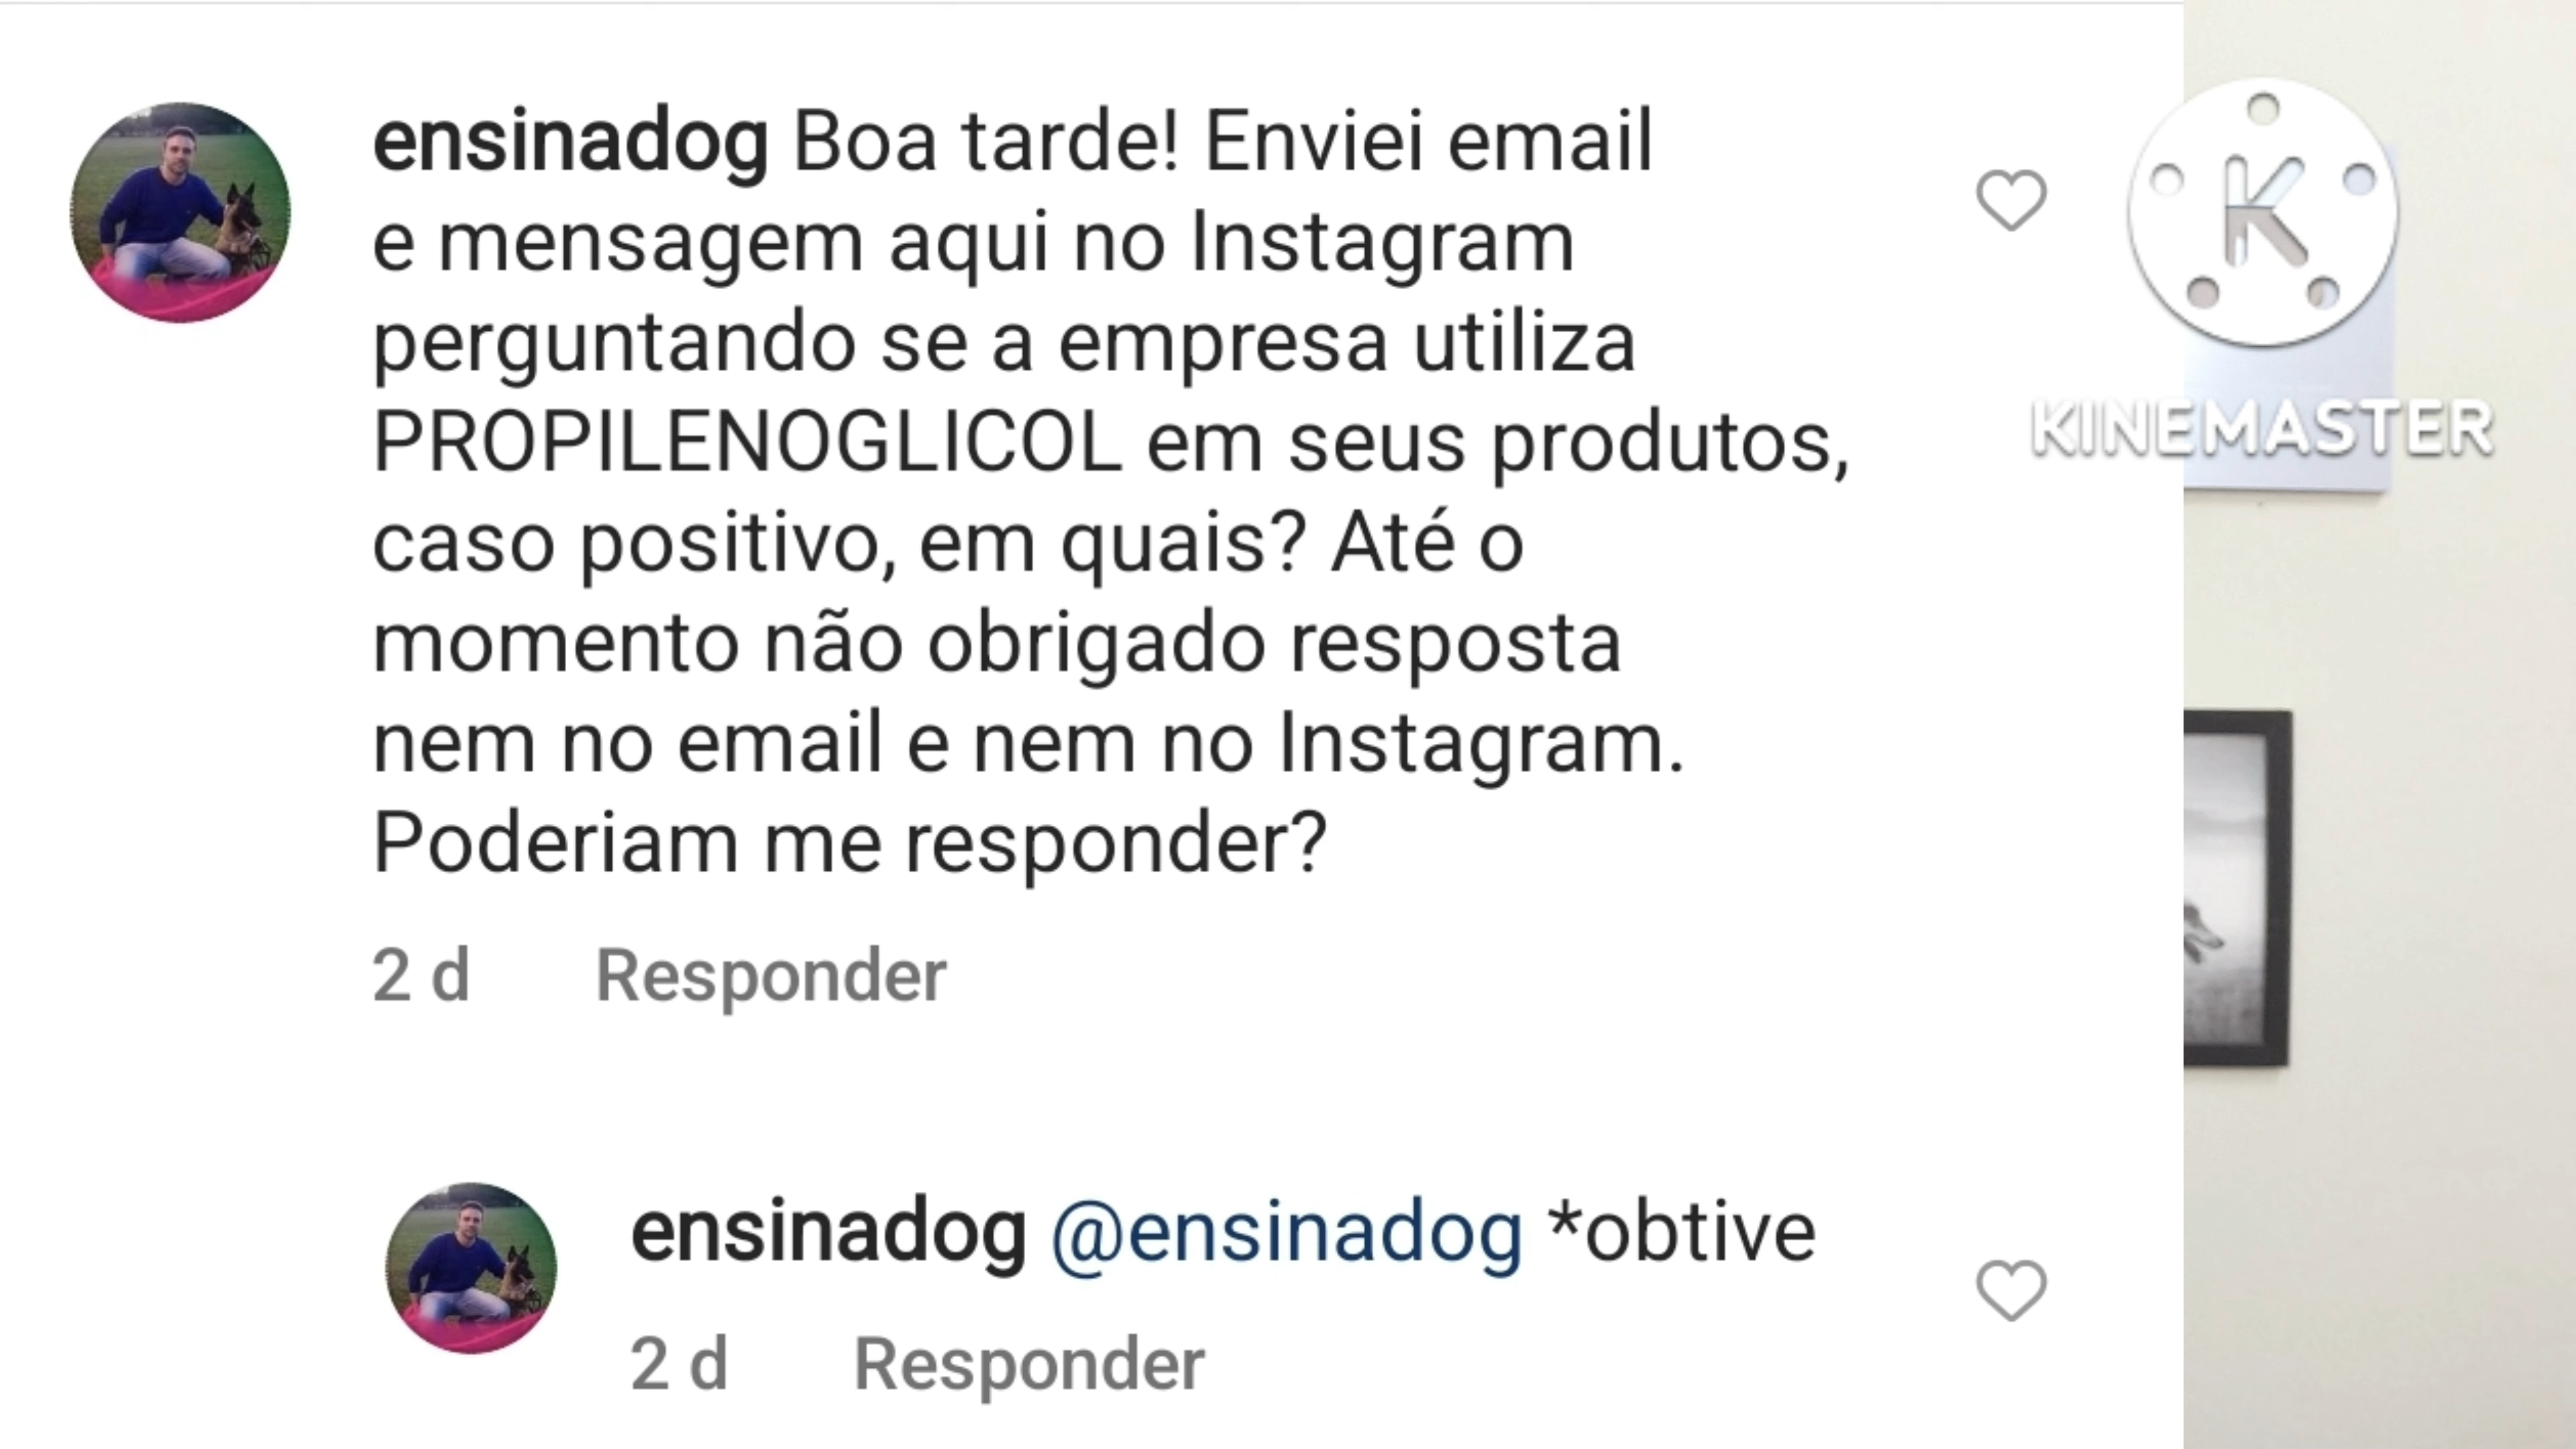 ensinadog Boa tarde! Enviei email
e mensagem aqui no Instagram
perguntando se a empresa utiliza
PROPILENOGLICOL em seus produtos,
caso positivo, em quais? Até o
momento não obrigado resposta
nem no email e nem no Instagram.
Poderiam me responder?
2 d Responder
ensinadog @ensinadog *obtive
2 d Responder
K
KINEMASTER